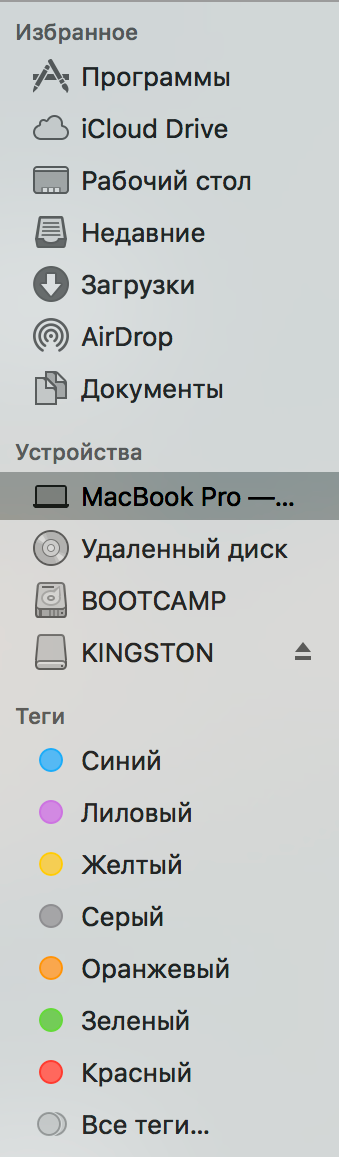 Избранное
Программы
iCloud Drive
Рабочий стол
Недавние
Загрузки
AirDrop
Документы
Устройства
MacBook Pro —...
Удаленный диск
BOOTCAMP
KINGSTON
Теги
Синий
Лиловый
Желтый
Серый
Оранжевый
Зеленый
Красный
Все теги...